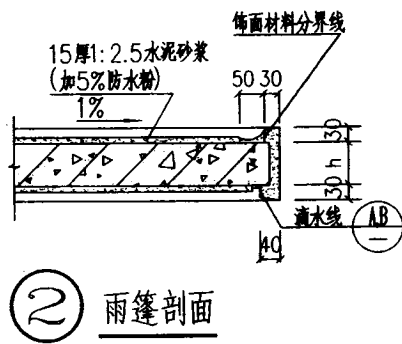 饰面材料分界线
15厚1:2.5水泥砂浆
(加5%防水粉)
1%
50 30
30
h
30
滴水线
AB
—
40
2 雨篷剖面